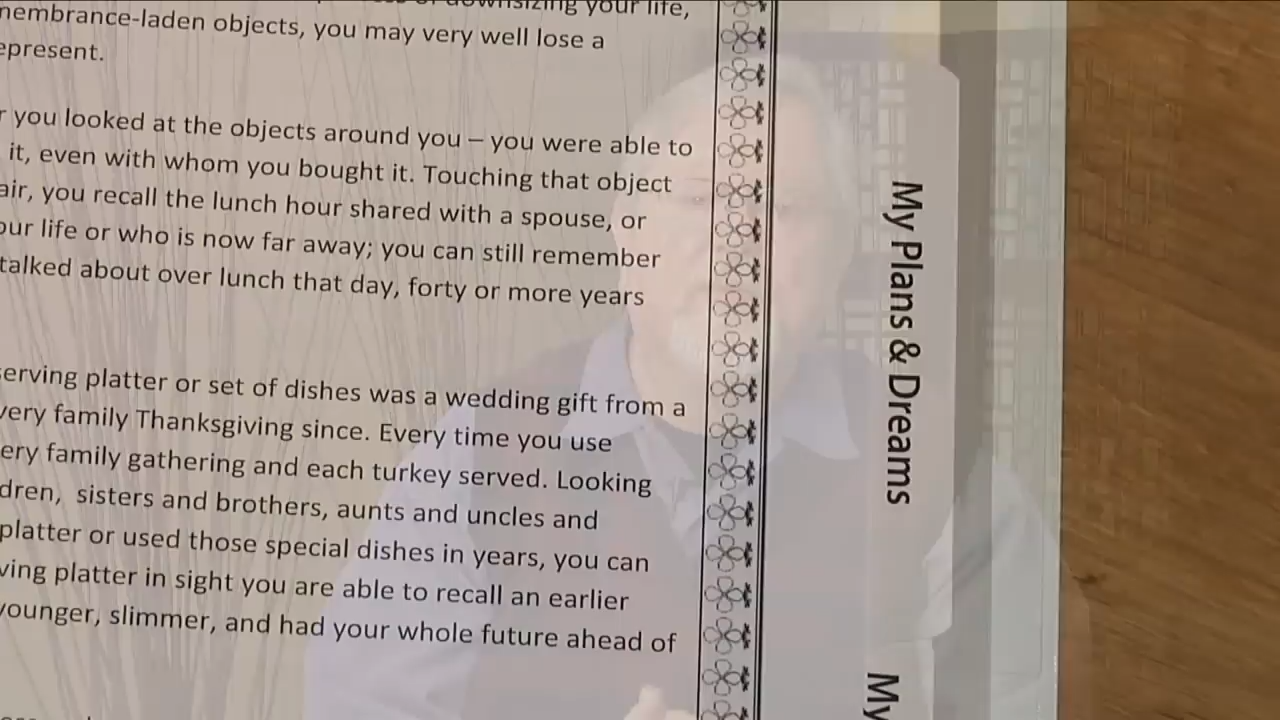 downsizing your life,
membrance-laden objects, you may very well lose a
epresent.
r you looked at the objects around you – you were able to
it, even with whom you bought it. Touching that object
air, you recall the lunch hour shared with a spouse, or
our life or who is now far away; you can still remember
talked about over lunch that day, forty or more years
erving platter or set of dishes was a wedding gift from a
very family Thanksgiving since. Every time you use
ery family gathering and each turkey served. Looking
dren, sisters and brothers, aunts and uncles and
platter or used those special dishes in years, you can
ving platter in sight you are able to recall an earlier
younger, slimmer, and had your whole future ahead of
My Plans & Dreams
My